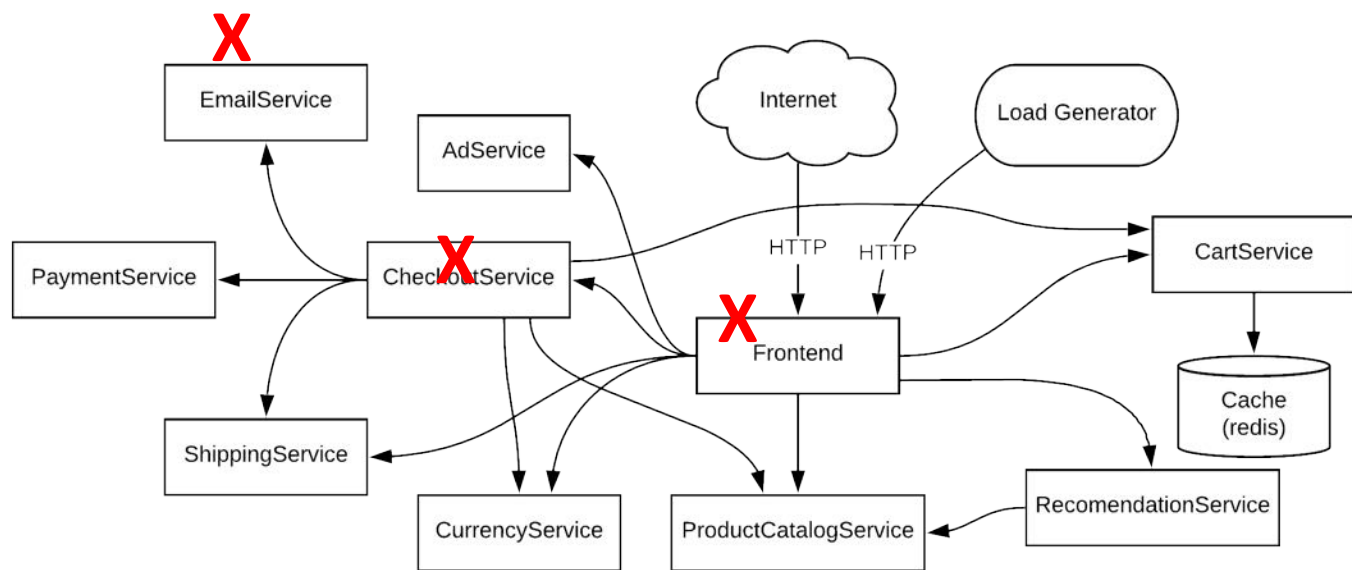 X
EmailService
Internet
Load Generator
AdService
HTTP
HTTP
PaymentService
X
CheckoutService
CartService
X
Frontend
Cache
(redis)
ShippingService
CurrencyService
ProductCatalogService
RecomendationService